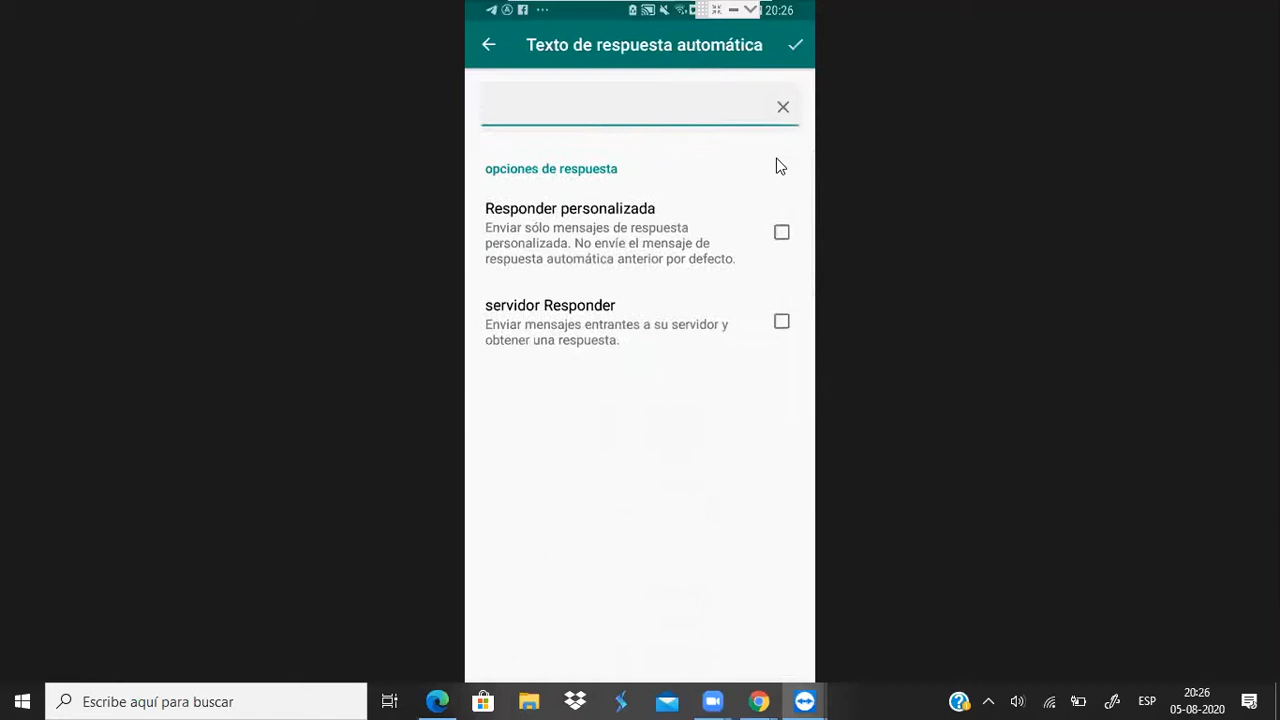 20:26
Texto de respuesta automática
opciones de respuesta
Responder personalizada
Enviar sólo mensajes de respuesta
personalizada. No envíe el mensaje de
respuesta automática anterior por defecto.
servidor Responder
Enviar mensajes entrantes a su servidor y
obtener una respuesta.
Escribe aquí para buscar
ESP
20:26
05-08-2020